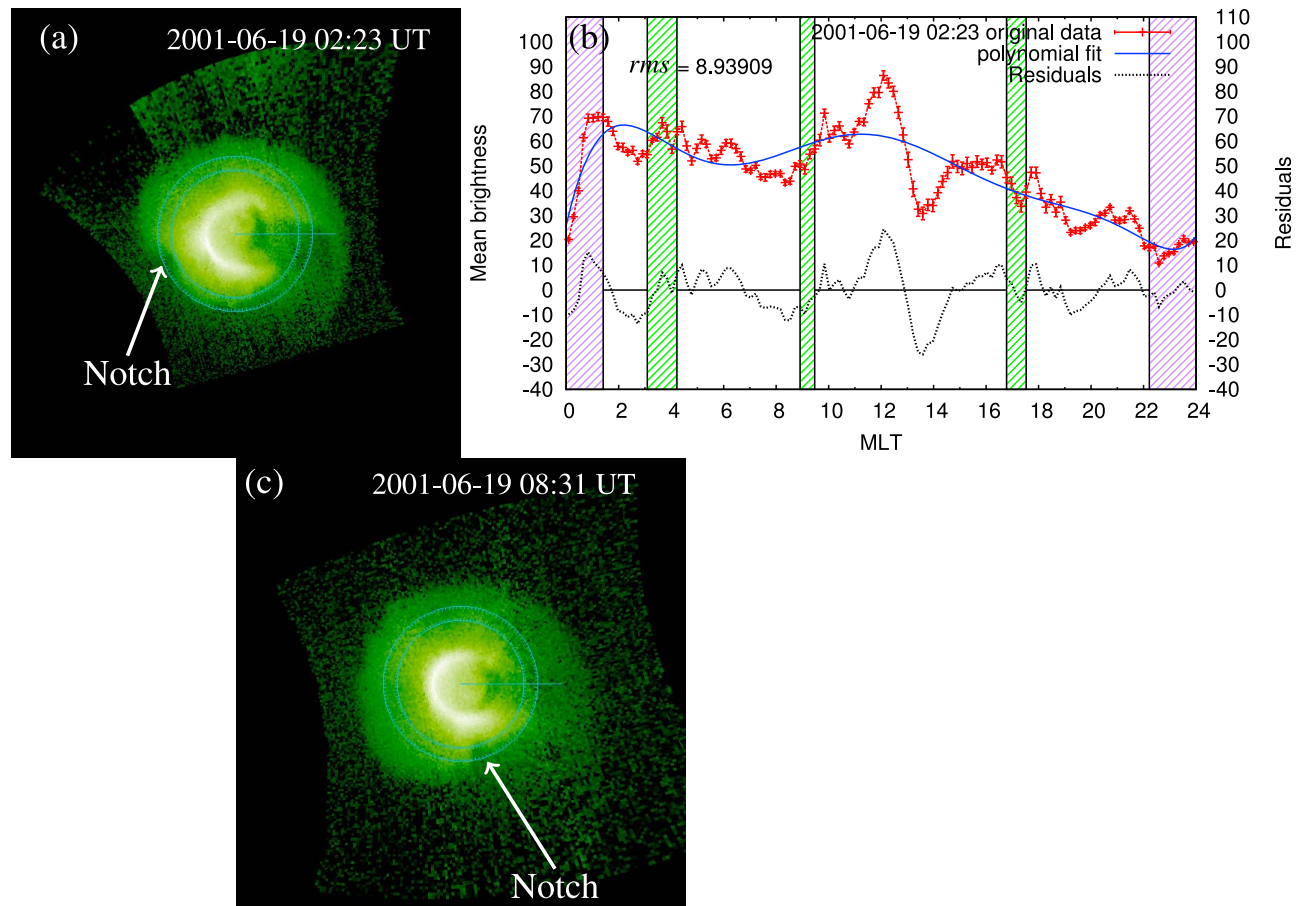 (a)
2001-06-19 02:23 UT
Notch
(b)
2001-06-19 02:23 original data
polynomial fit
Residuals
rms = 8.93909
Mean brightness
100
90
80
70
60
50
40
30
20
10
0
-10
-20
-30
-40
110
100
90
80
70
60
50
40
30
20
10
0
-10
-20
-30
-40
Residuals
0 2 4 6 8 10 12 14 16 18 20 22 24
MLT
(c)
2001-06-19 08:31 UT
Notch